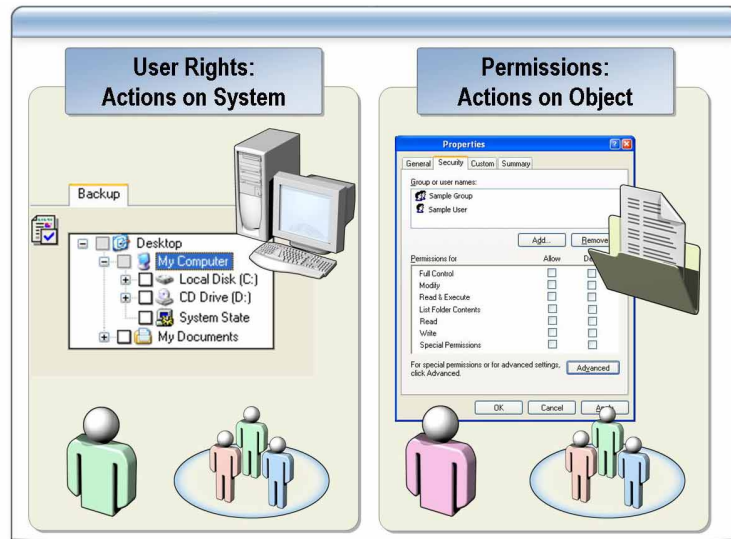 User Rights:
Actions on System
Backup
Desktop
My Computer
Local Disk (C:)
CD Drive (D:)
System State
My Documents
Permissions:
Actions on Object
Properties
General Security Custom Summary
Group or user names:
Sample Group
Sample User
Add... Remove
Permissions for Allow
Full Control
Modify
Read & Execute
List Folder Contents
Read
Write
Special Permissions
For special permissions or for advanced settings,
click Advanced.
Advanced
OK Cancel